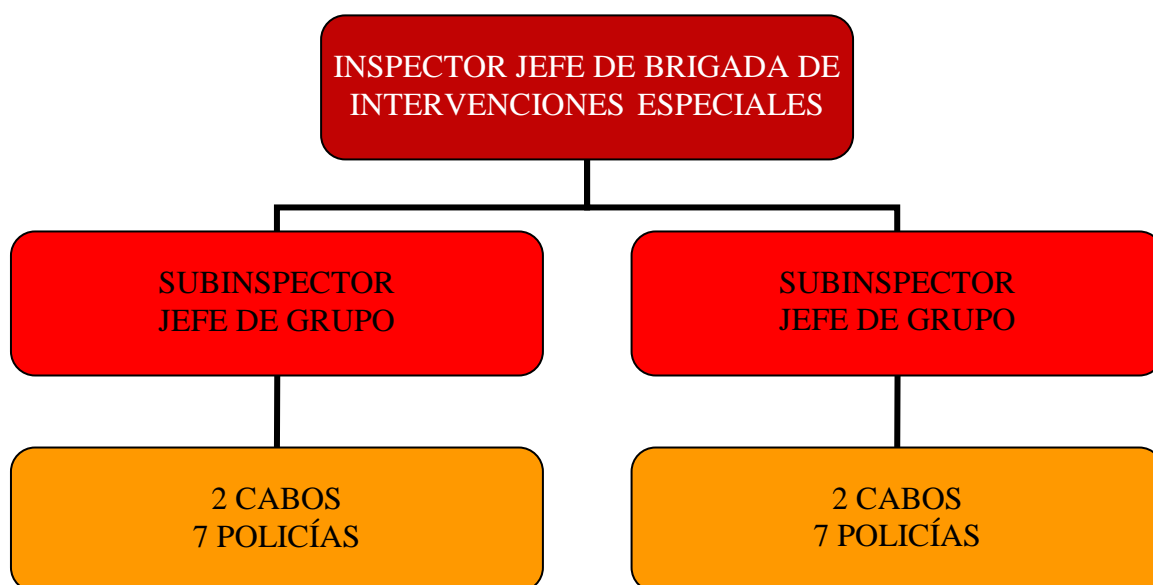 INSPECTOR JEFE DE BRIGADA DE
INTERVENCIONES ESPECIALES
SUBINSPECTOR
JEFE DE GRUPO
SUBINSPECTOR
JEFE DE GRUPO
2 CABOS
7 POLICÍAS
2 CABOS
7 POLICÍAS